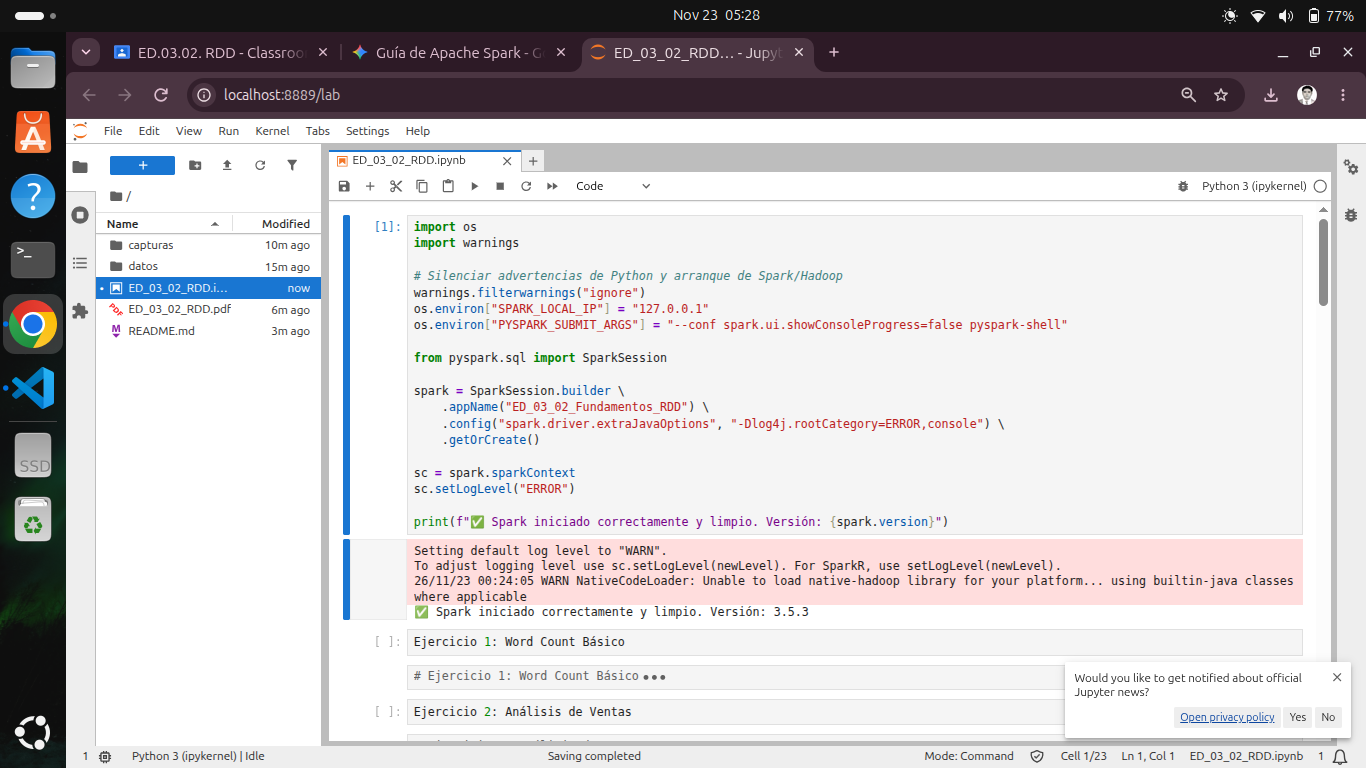 Nov 23 05:28
77%
ED.03.02. RDD - Classroo
Guía de Apache Spark - G
ED_03_02_RDD… - Jupyt
localhost:8889/lab
File Edit View Run Kernel Tabs Settings Help
/
Name Modified
capturas 10m ago
datos 15m ago
ED_03_02_RDD.i… now
ED_03_02_RDD.pdf 6m ago
README.md 3m ago
ED_03_02_RDD.ipynb
Code
Python 3 (ipykernel)
[1]:
import os
import warnings
# Silenciar advertencias de Python y arranque de Spark/Hadoop
warnings.filterwarnings("ignore")
os.environ["SPARK_LOCAL_IP"] = "127.0.0.1"
os.environ["PYSPARK_SUBMIT_ARGS"] = "--conf spark.ui.showConsoleProgress=false pyspark-shell"
from pyspark.sql import SparkSession
spark = SparkSession.builder \
.appName("ED_03_02_Fundamentos_RDD") \
.config("spark.driver.extraJavaOptions", "-Dlog4j.rootCategory=ERROR,console") \
.getOrCreate()
sc = spark.sparkContext
sc.setLogLevel("ERROR")
print(f"✅ Spark iniciado correctamente y limpio. Versión: {spark.version}")
Setting default log level to "WARN".
To adjust logging level use sc.setLogLevel(newLevel). For SparkR, use setLogLevel(newLevel).
26/11/23 00:24:05 WARN NativeCodeLoader: Unable to load native-hadoop library for your platform... using builtin-java classes
where applicable
✅ Spark iniciado correctamente y limpio. Versión: 3.5.3
[ ]: Ejercicio 1: Word Count Básico
# Ejercicio 1: Word Count Básico
[ ]: Ejercicio 2: Análisis de Ventas
Would you like to get notified about official
Jupyter news?
Open privacy policy Yes No
SSD
1 Python 3 (ipykernel) | Idle Saving completed Mode: Command Cell 1/23 Ln 1, Col 1 ED_03_02_RDD.ipynb 1